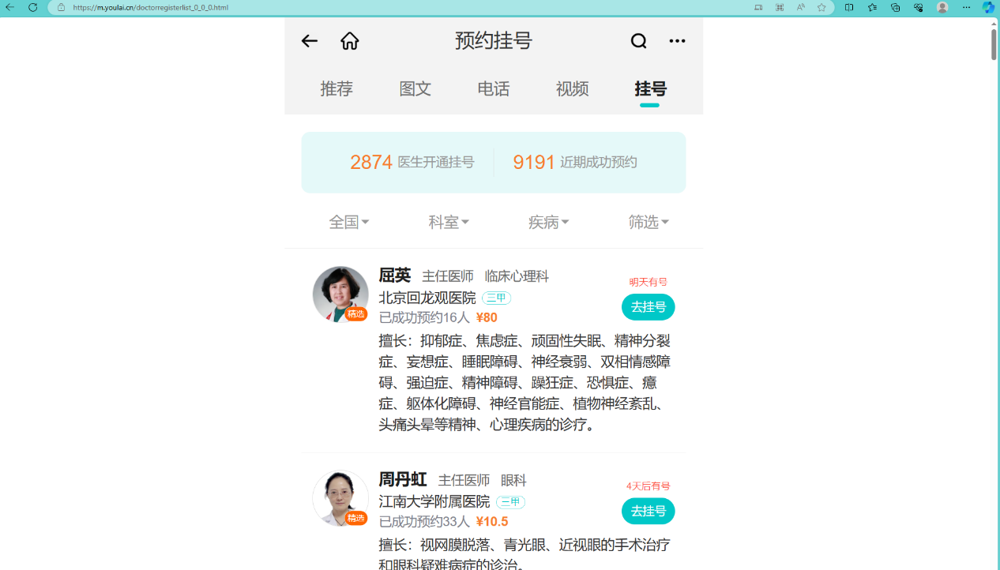 https://m.youlai.cn/doctorregisterlist_0_0_0.html
预约挂号
推荐 图文 电话 视频 挂号
2874 医生开通挂号 9191 近期成功预约
全国 科室 疾病 筛选
屈英 主任医师 临床心理科
明天有号
北京回龙观医院 三甲
去挂号
精选
已成功预约16人 ¥80
擅长：抑郁症、焦虑症、顽固性失眠、精神分裂
症、妄想症、睡眠障碍、神经衰弱、双相情感障
碍、强迫症、精神障碍、躁狂症、恐惧症、癔
症、躯体化障碍、神经官能症、植物神经紊乱、
头痛头晕等精神、心理疾病的诊疗。
周丹虹 主任医师 眼科
4天后有号
江南大学附属医院 三甲
去挂号
精选
已成功预约33人 ¥10.5
擅长：视网膜脱落、青光眼、近视眼的手术治疗
和眼科疑难病症的诊治。